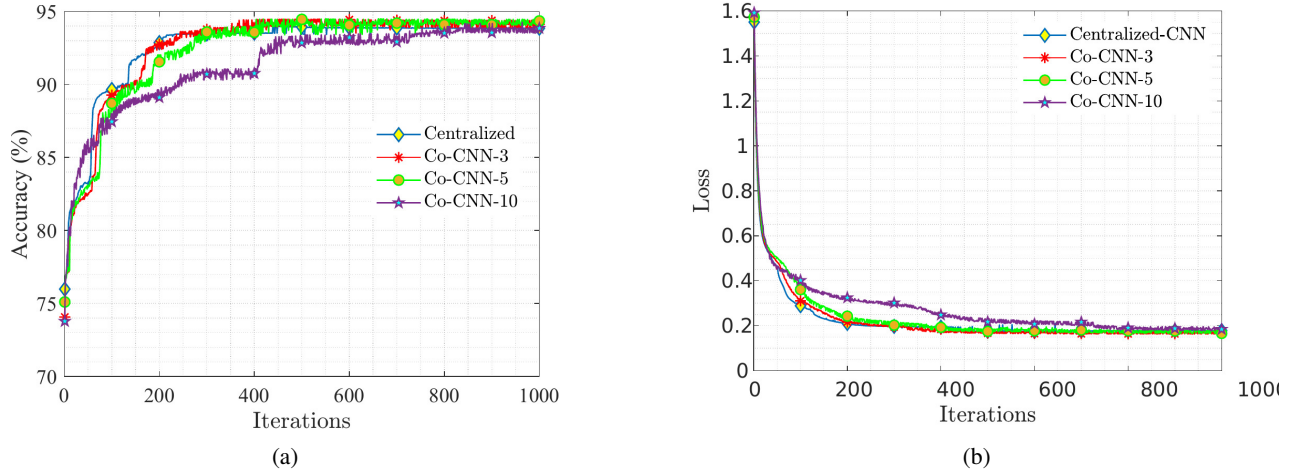 95
90
85
80
75
70
Accuracy (%)
Centralized
Co-CNN-3
Co-CNN-5
Co-CNN-10
0 200 400 600 800 1000
Iterations
(a)
1.6
1.4
1.2
1
0.8
0.6
0.4
0.2
0
Loss
Centralized-CNN
Co-CNN-3
Co-CNN-5
Co-CNN-10
0 200 400 600 800 1000
Iterations
(b)